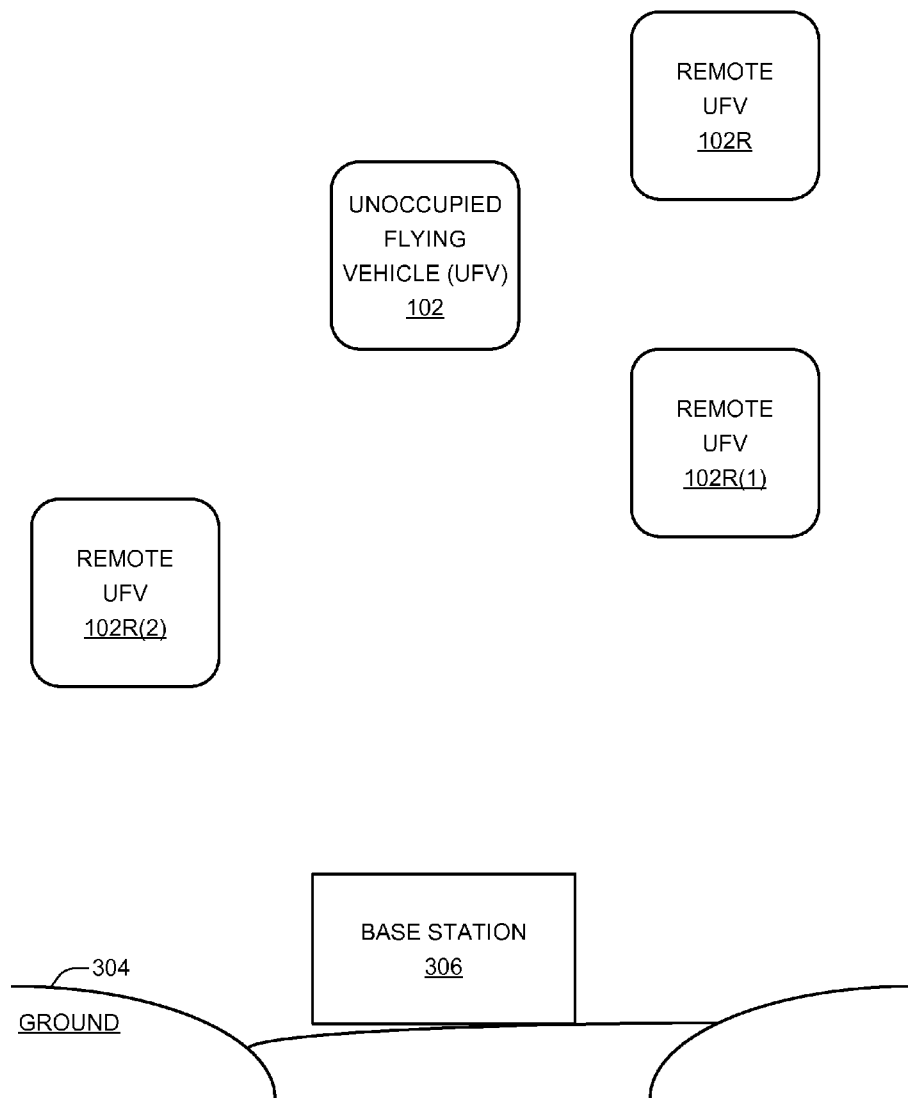 REMOTE
UFV
102R
UNOCCUPIED
FLYING
VEHICLE (UFV)
102
REMOTE
UFV
102R(1)
REMOTE
UFV
102R(2)
BASE STATION
306
304
GROUND